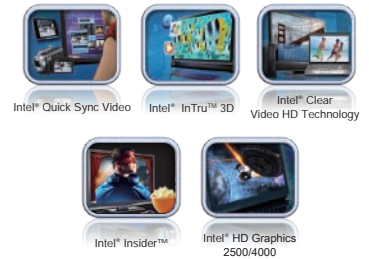 Intel® Quick Sync Video
Intel® InTru™ 3D
Intel® Clear
Video HD Technology
Intel® Insider™
Intel® HD Graphics
2500/4000